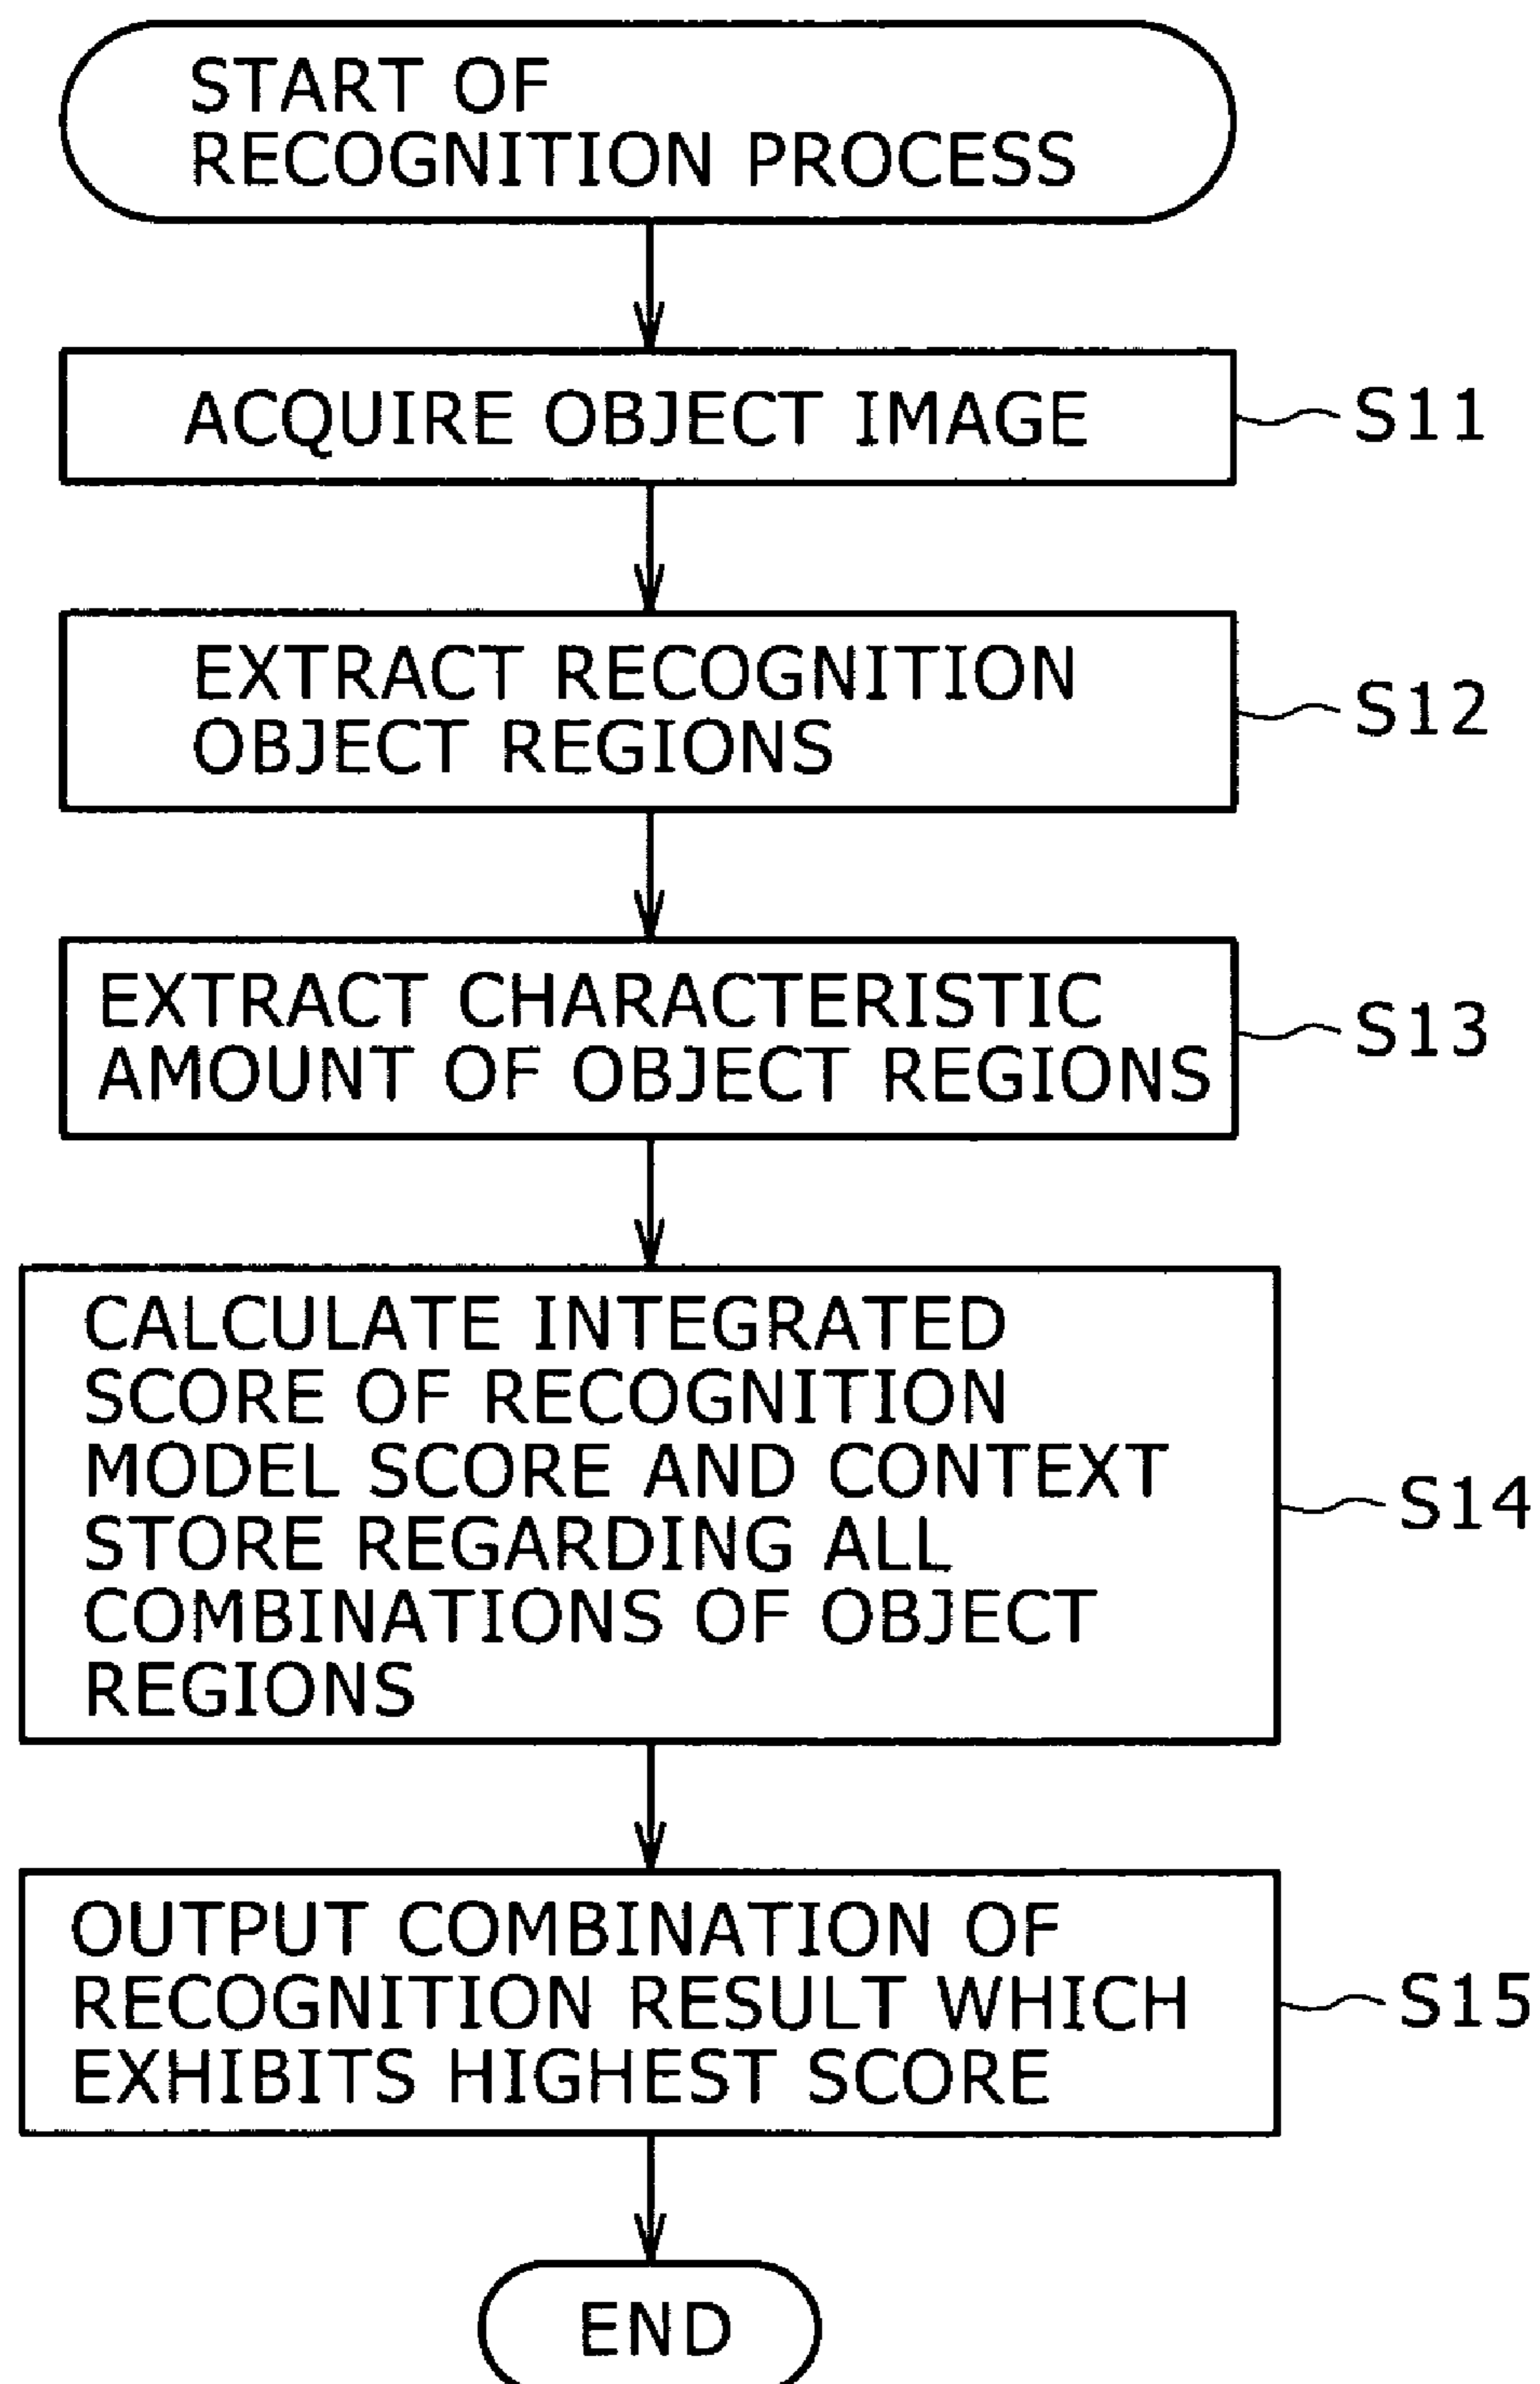 START OF
RECOGNITION PROCESS
ACQUIRE OBJECT IMAGE
S11
EXTRACT RECOGNITION
OBJECT REGIONS
S12
EXTRACT CHARACTERISTIC
AMOUNT OF OBJECT REGIONS
S13
CALCULATE INTEGRATED
SCORE OF RECOGNITION
MODEL SCORE AND CONTEXT
STORE REGARDING ALL
COMBINATIONS OF OBJECT
REGIONS
S14
OUTPUT COMBINATION OF
RECOGNITION RESULT WHICH
EXHIBITS HIGHEST SCORE
S15
END